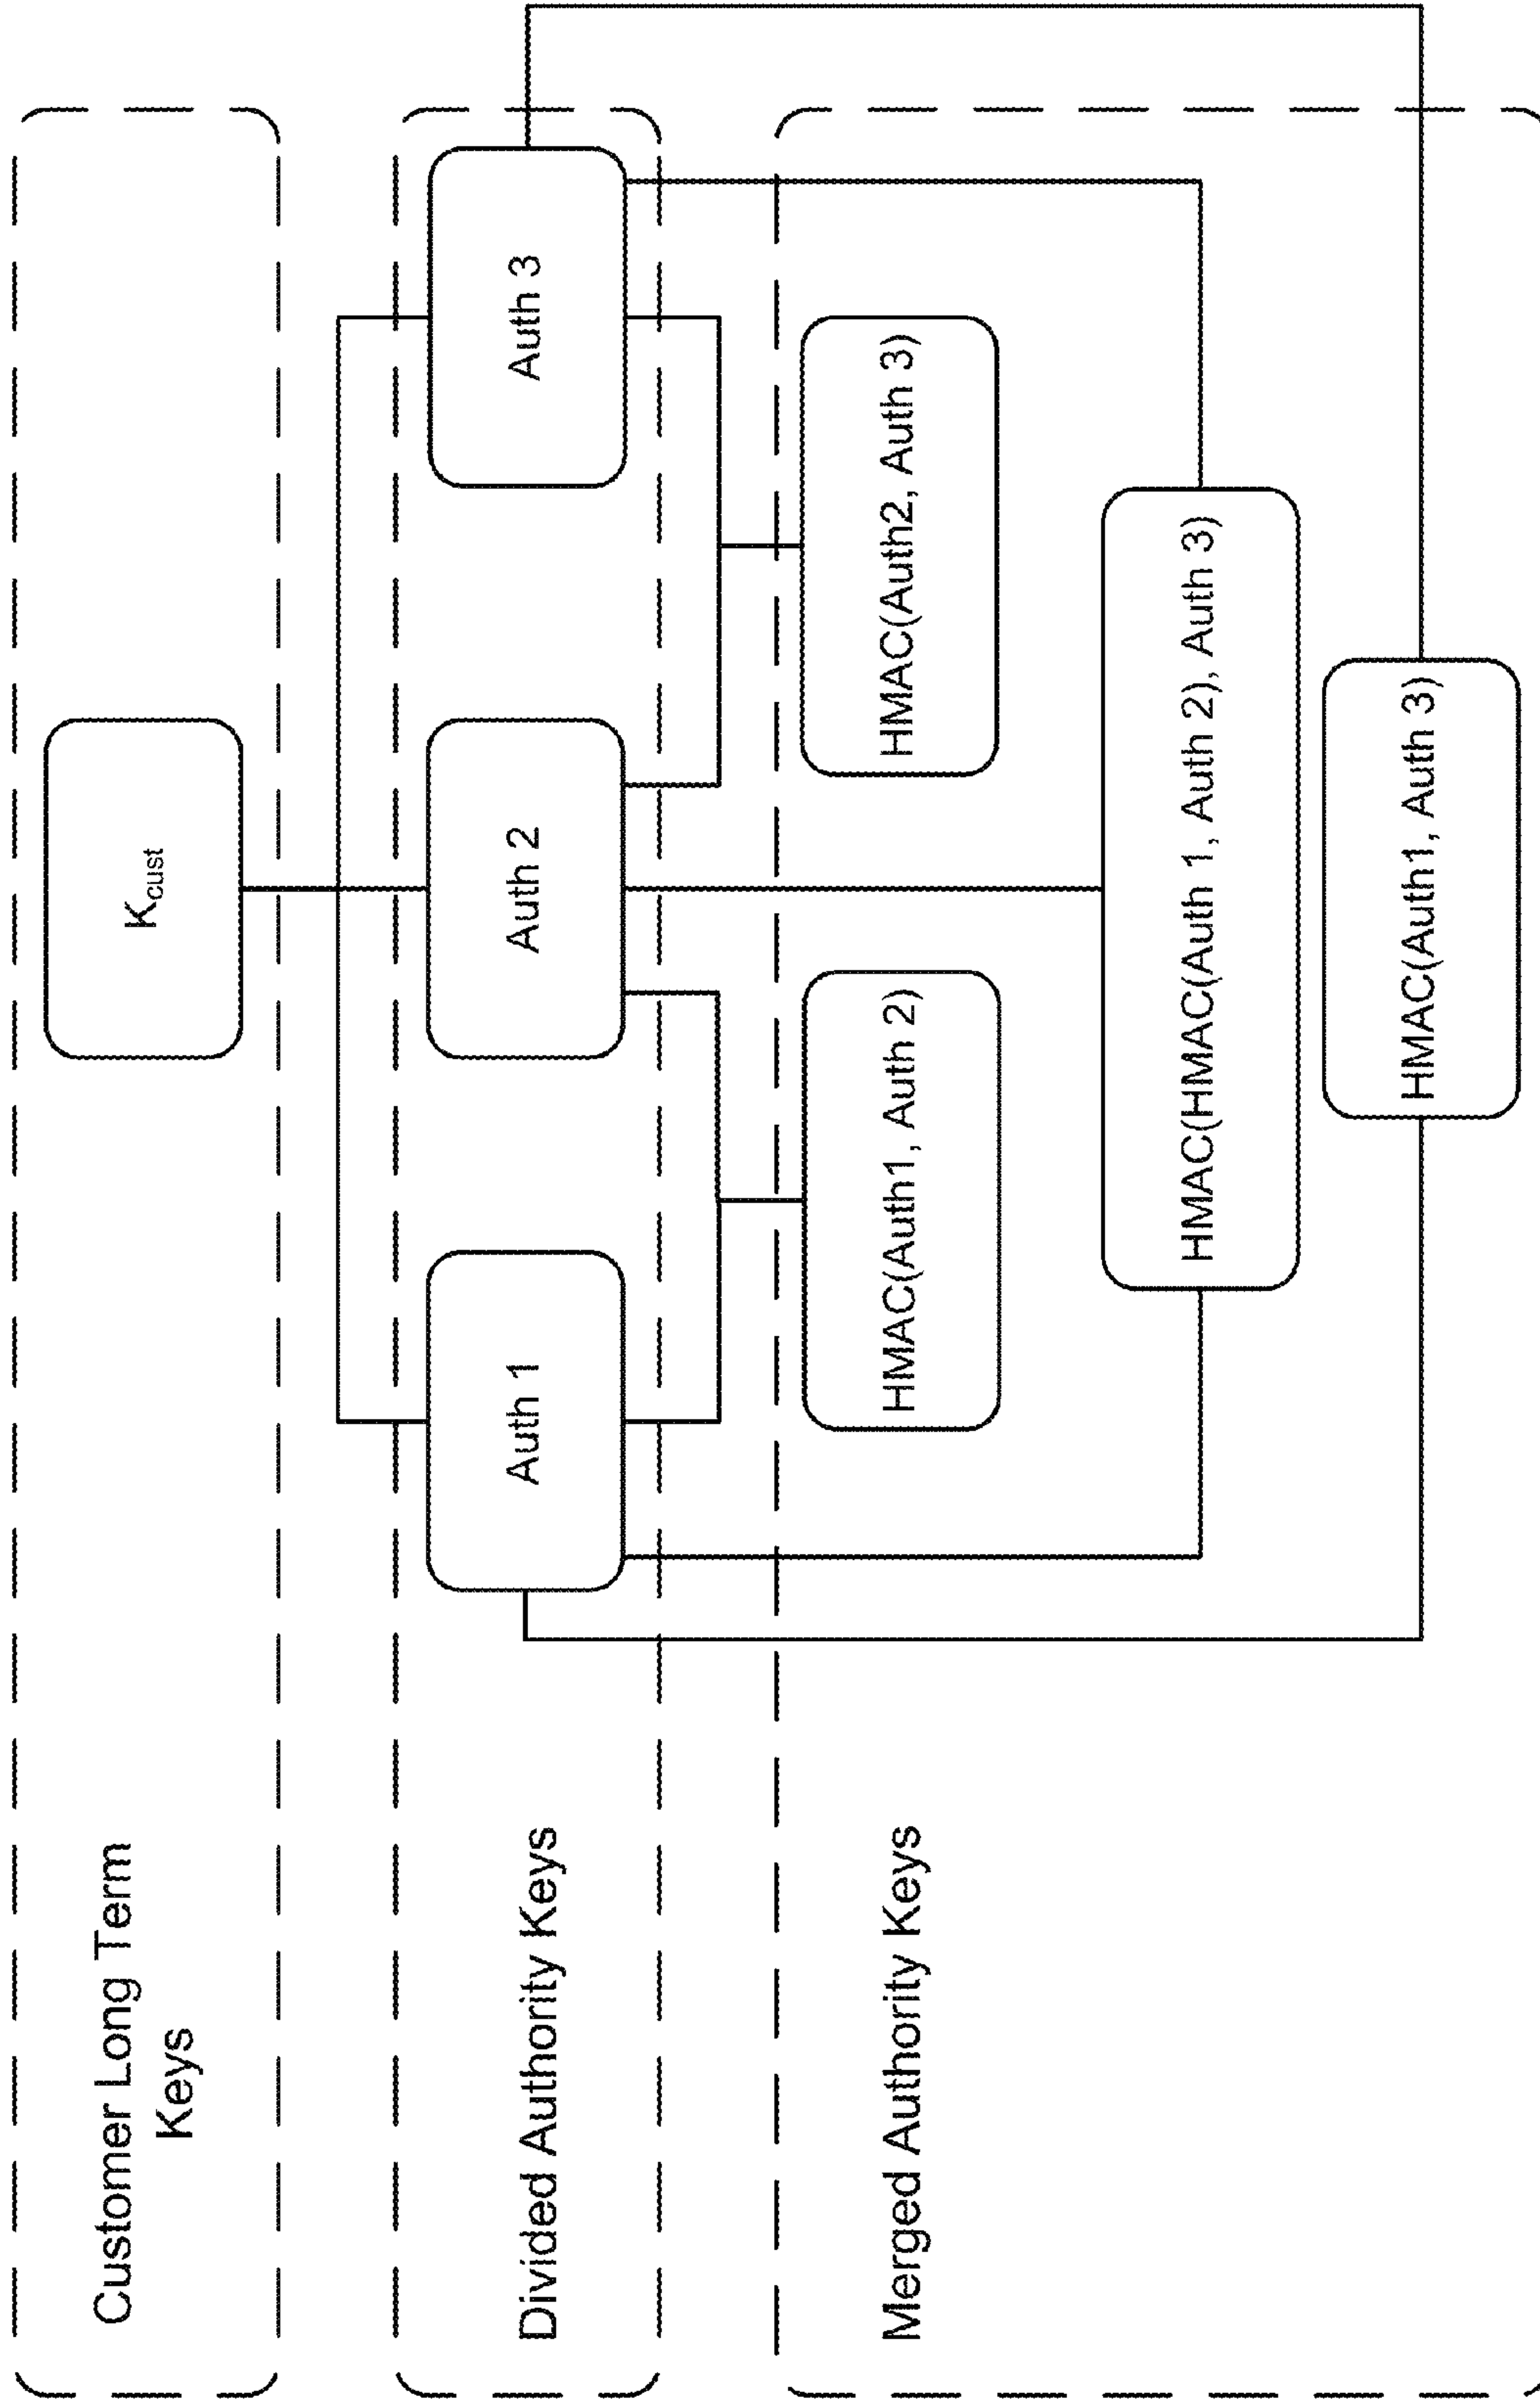 Customer Long Term
Keys
Kcust
Divided Authority Keys
Auth 1
Auth 2
Auth 3
Merged Authority Keys
HMAC(Auth1, Auth 2)
HMAC(Auth2, Auth 3)
HMAC(HMAC(Auth 1, Auth 2), Auth 3)
HMAC(Auth1, Auth 3)